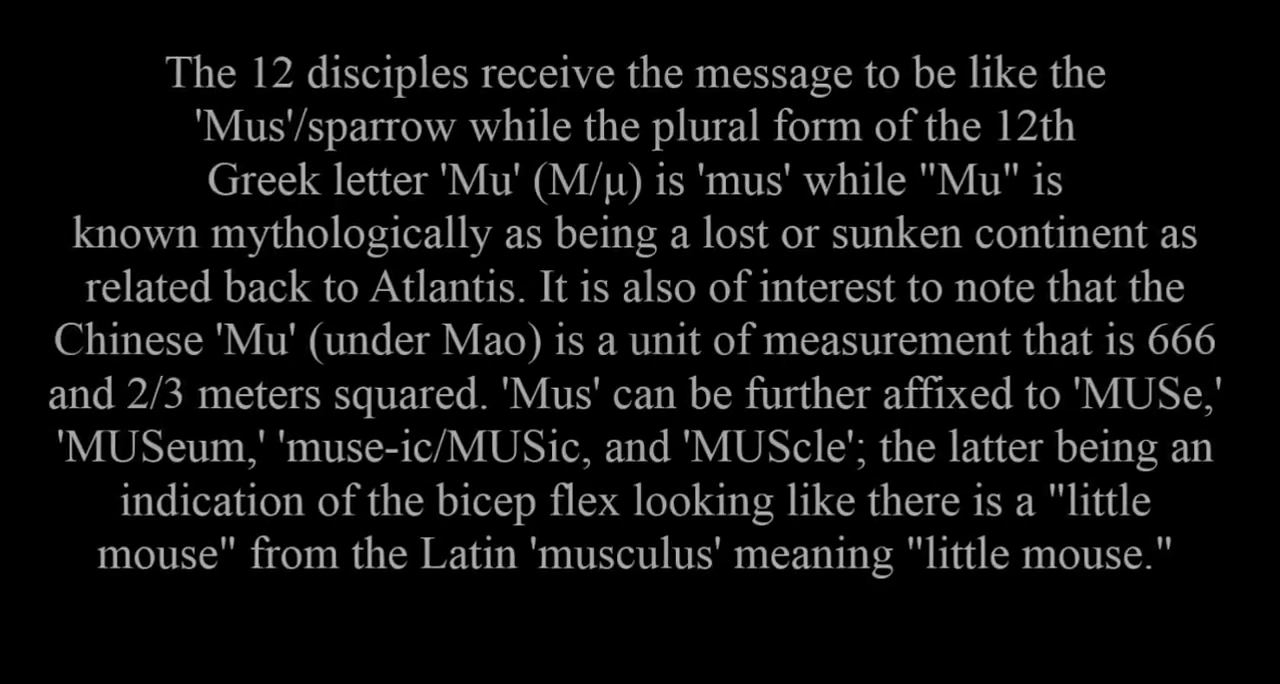 The 12 disciples receive the message to be like the
'Mus'/sparrow while the plural form of the 12th
Greek letter 'Mu' (M/μ) is 'mus' while "Mu" is
known mythologically as being a lost or sunken continent as
related back to Atlantis. It is also of interest to note that the
Chinese 'Mu' (under Mao) is a unit of measurement that is 666
and 2/3 meters squared. 'Mus' can be further affixed to 'MUSe,'
'MUSeum,' 'muse-ic/MUSic, and 'MUScle'; the latter being an
indication of the bicep flex looking like there is a "little
mouse" from the Latin 'musculus' meaning "little mouse."